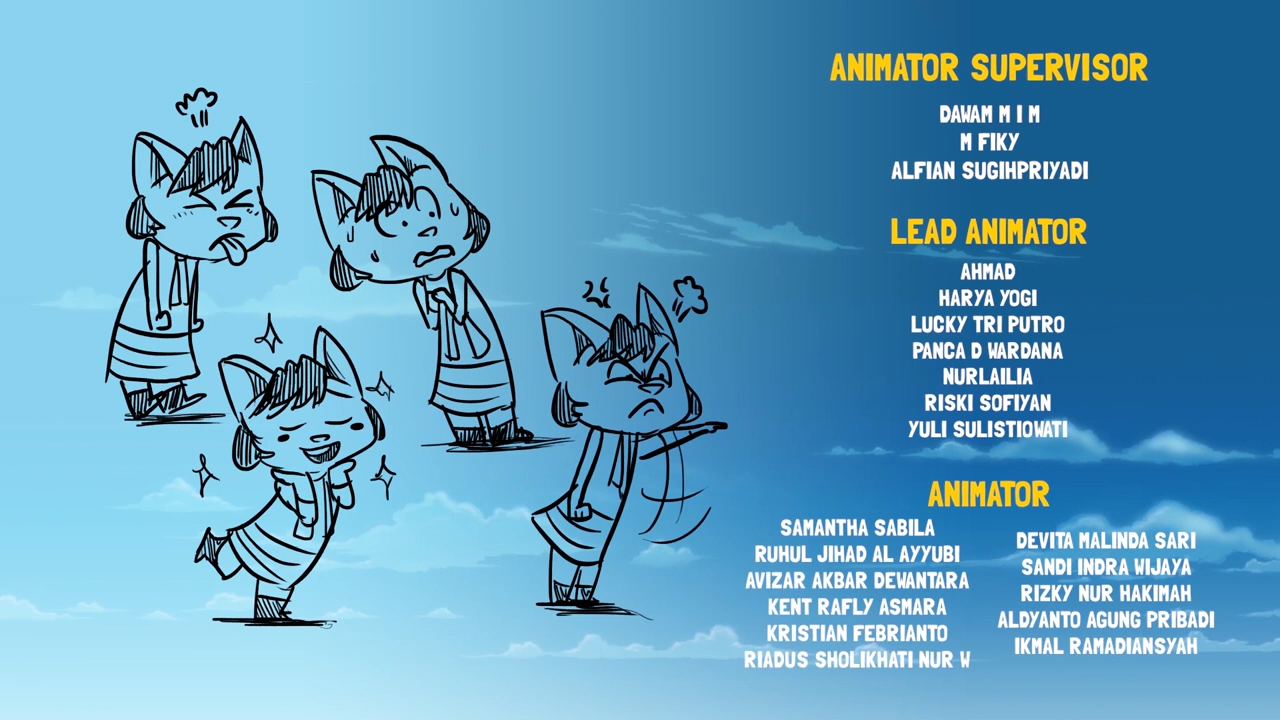 ANIMATOR SUPERVISOR
DAWAM M I M
M FIKY
ALFIAN SUGIHPRIYADI
LEAD ANIMATOR
AHMAD
HARYA YOGI
LUCKY TRI PUTRO
PANCA D WARDANA
NURLAILIA
RISKI SOFIYAN
YULI SULISTIOWATI
ANIMATOR
SAMANTHA SABILA
RUHUL JIHAD AL AYYUBI
AVIZAR AKBAR DEWANTARA
KENT RAFLY ASMARA
KRISTIAN FEBRIANTO
RIADUS SHOLIKHATI NUR W
DEVITA MALINDA SARI
SANDI INDRA WIJAYA
RIZKY NUR HAKIMAH
ALDYANTO AGUNG PRIBADI
IKMAL RAMADIANSYAH